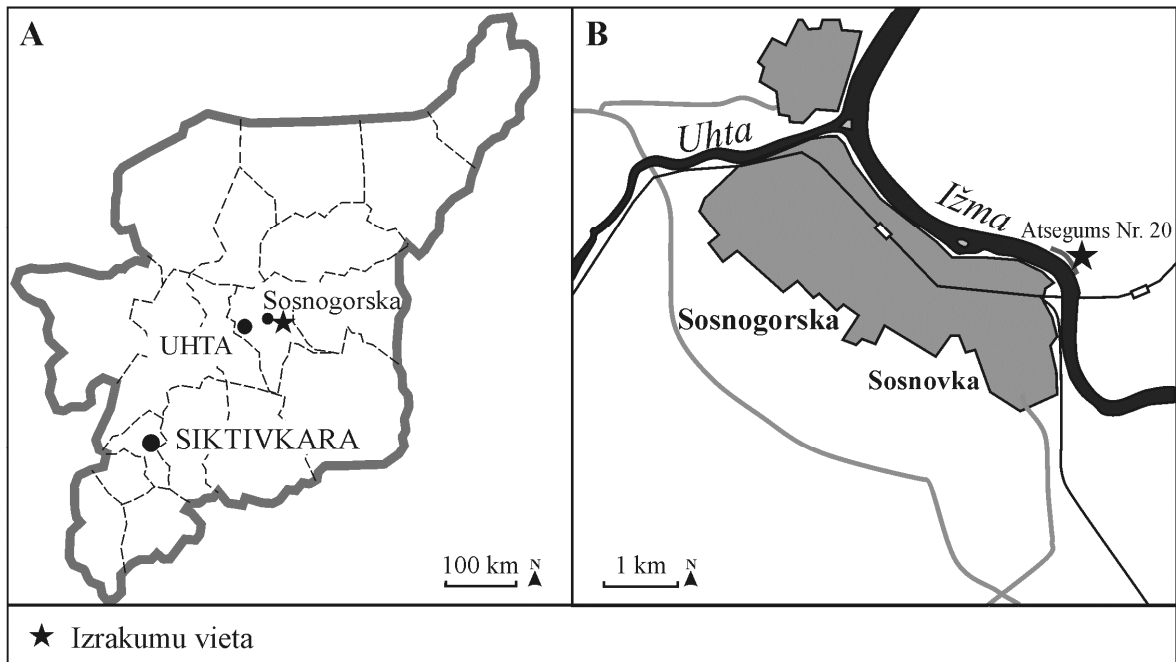 A
Sosnogorska
UHTA
SIKTIVKARA
100 km
N
B
Uhta
Ižma
Atsegums Nr. 20
Sosnogorska
Sosnovka
1 km
N
★ Izrakumu vieta